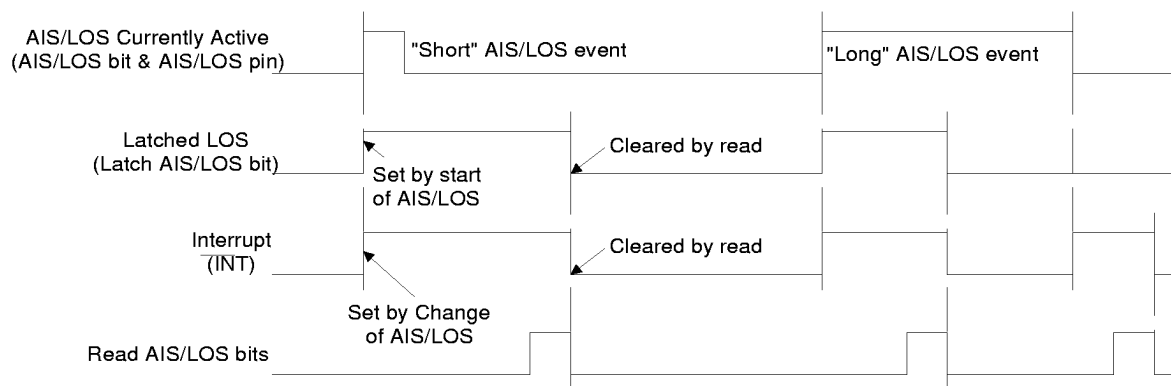 AIS/LOS Currently Active
(AIS/LOS bit & AIS/LOS pin)
"Short" AIS/LOS event
"Long" AIS/LOS event
Latched LOS
(Latch AIS/LOS bit)
Set by start
of AIS/LOS
Cleared by read
Interrupt
(INT)
Set by Change
of AIS/LOS
Cleared by read
Read AIS/LOS bits